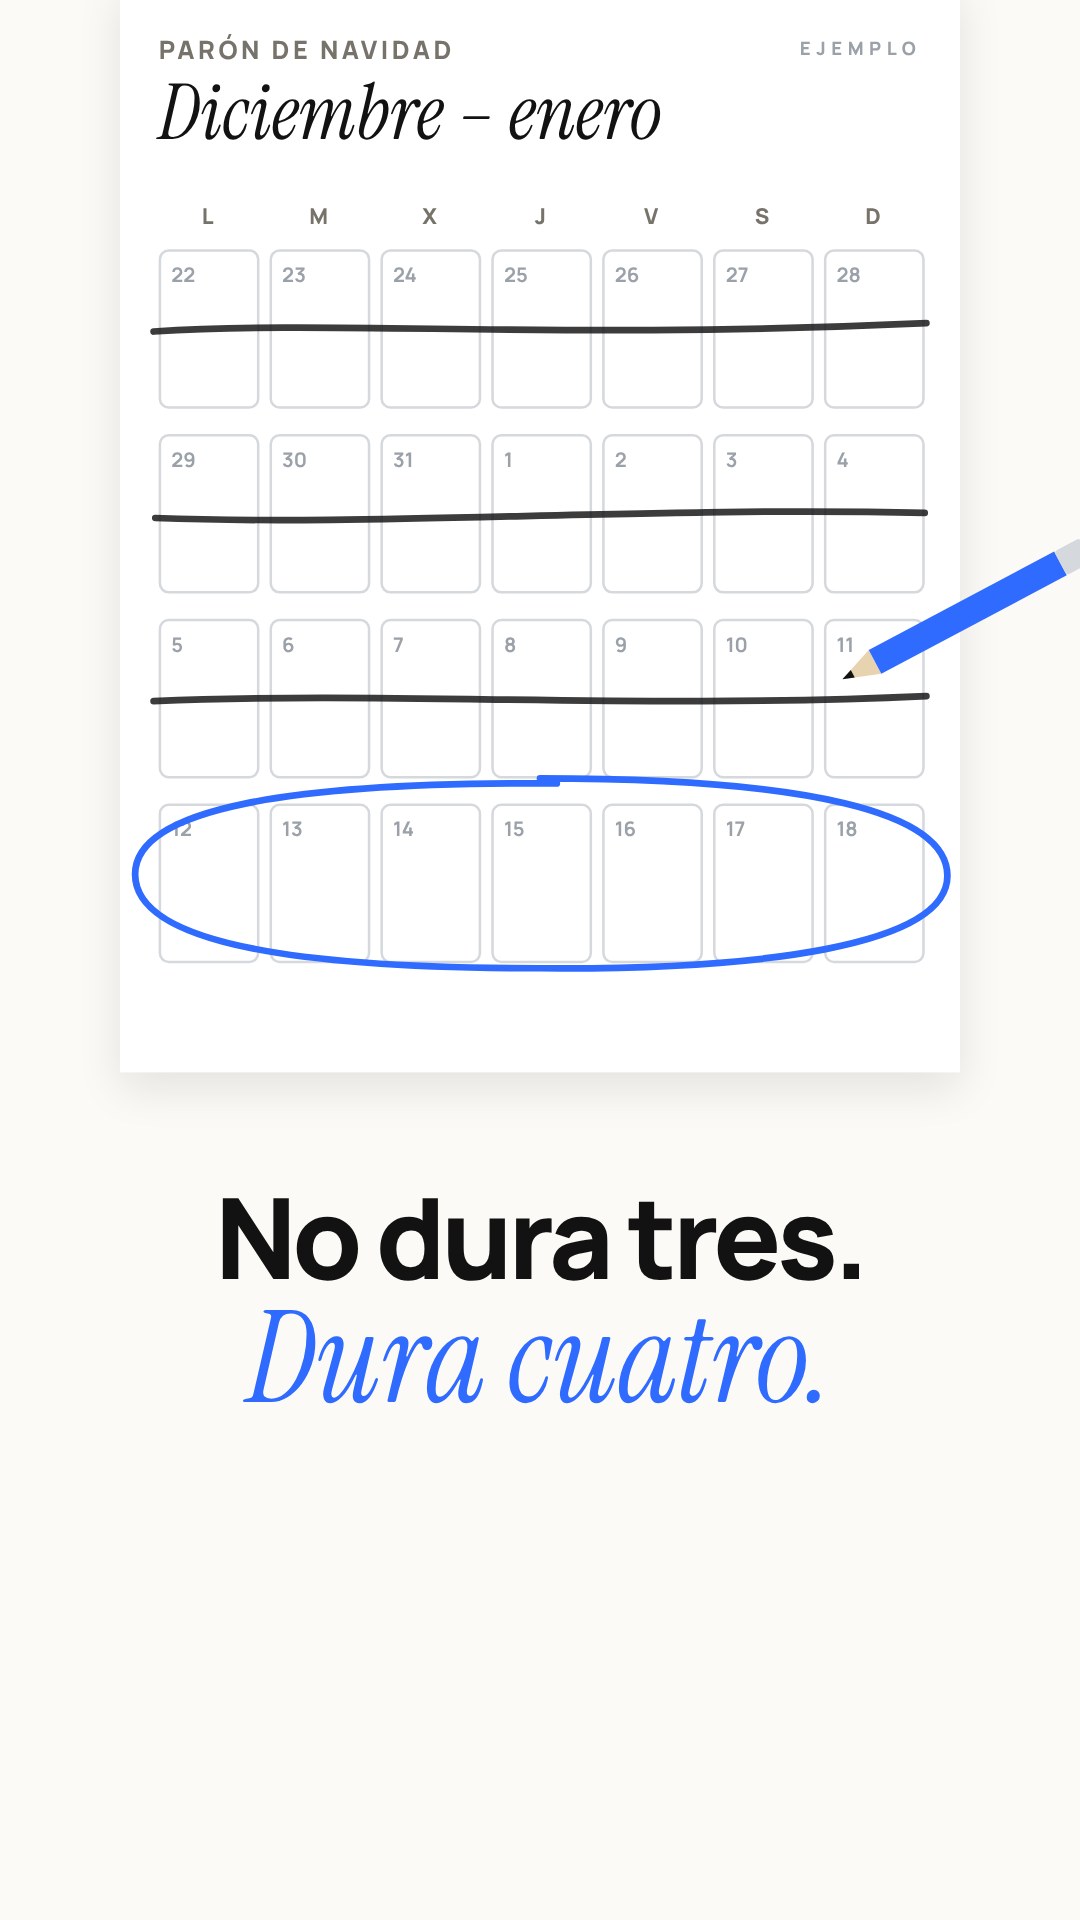 PARÓN DE NAVIDAD
EJEMPLO
Diciembre – enero
L M X J V S D
22 23 24 25 26 27 28
29 30 31 1 2 3 4
5 6 7 8 9 10 11
12 13 14 15 16 17 18
No dura tres.
Dura cuatro.